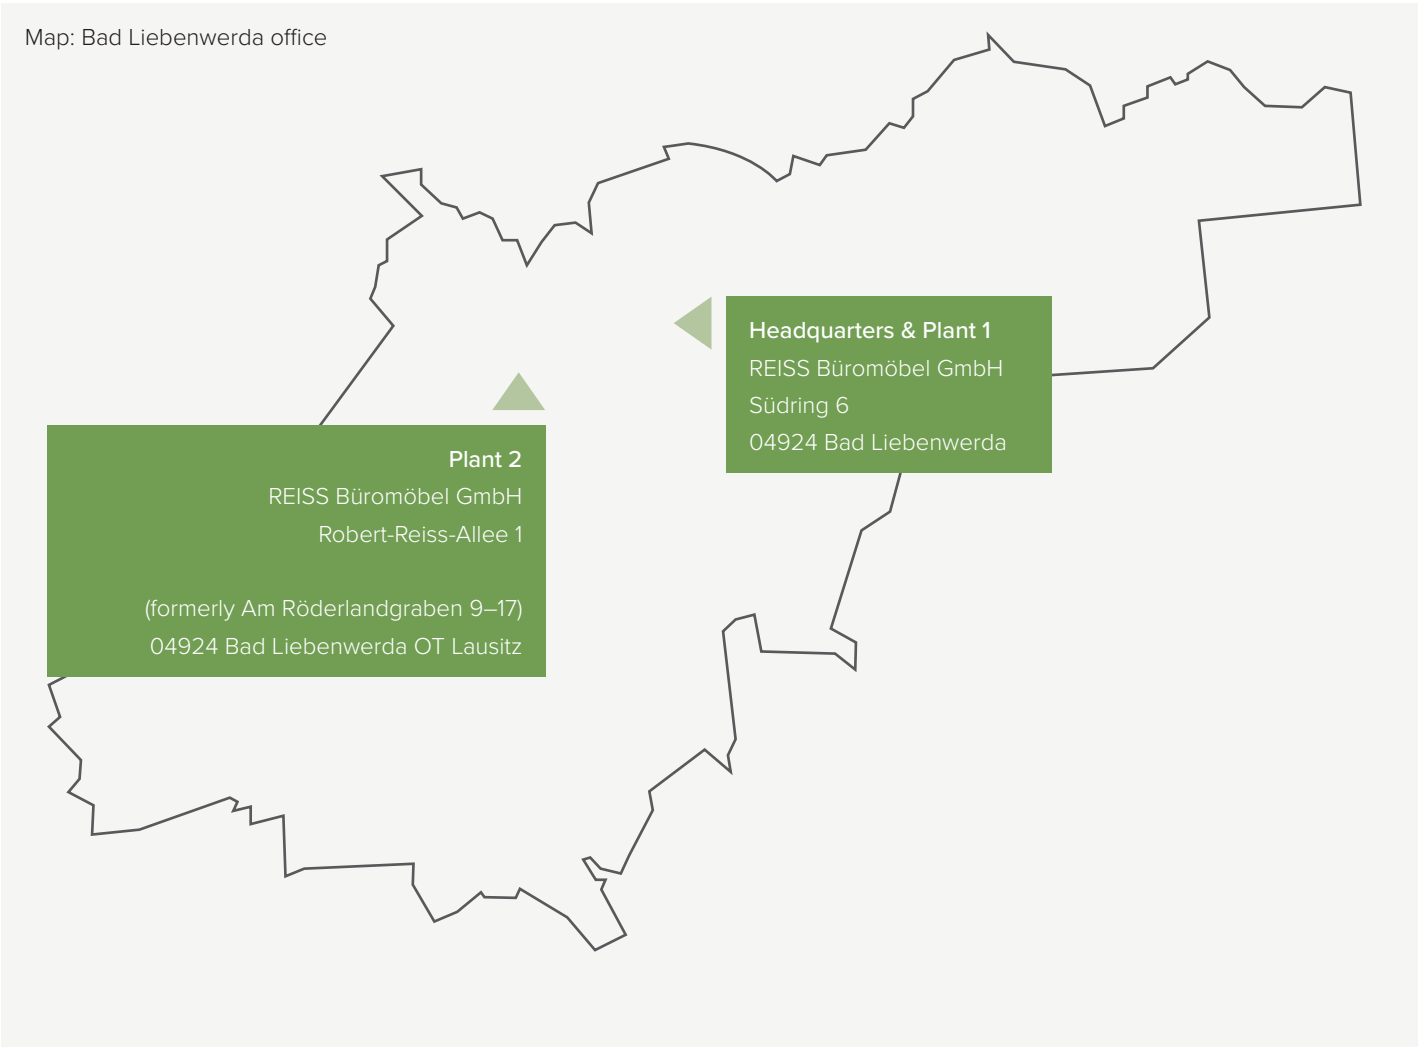 Map: Bad Liebenwerda office
Headquarters & Plant 1
REISS Büromöbel GmbH
Südring 6
04924 Bad Liebenwerda
Plant 2
REISS Büromöbel GmbH
Robert-Reiss-Allee 1
(formerly Am Röderlandgraben 9–17)
04924 Bad Liebenwerda OT Lausitz